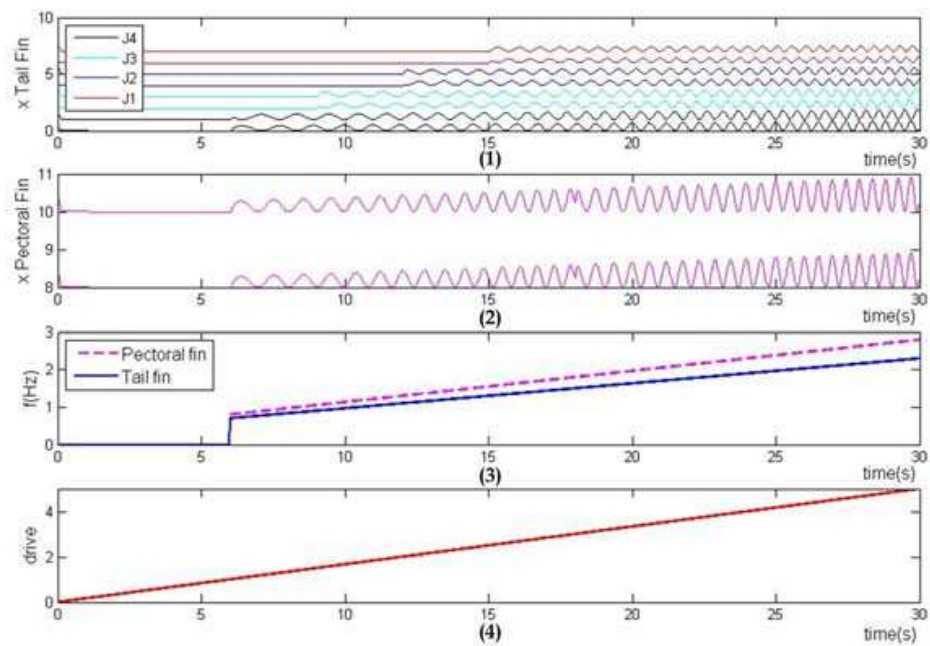 x Tail Fin
10
5
0
J4
J3
J2
J1
0 5 10 15 20 25 30
(1)
time(s)
x Pectoral Fin
11
10
9
8
0 5 10 15 20 25 30
(2)
time(s)
f(Hz)
3
2
1
0
Pectoral fin
Tail fin
0 5 10 15 20 25 30
(3)
time(s)
drive
4
2
0
0 5 10 15 20 25 30
(4)
time(s)